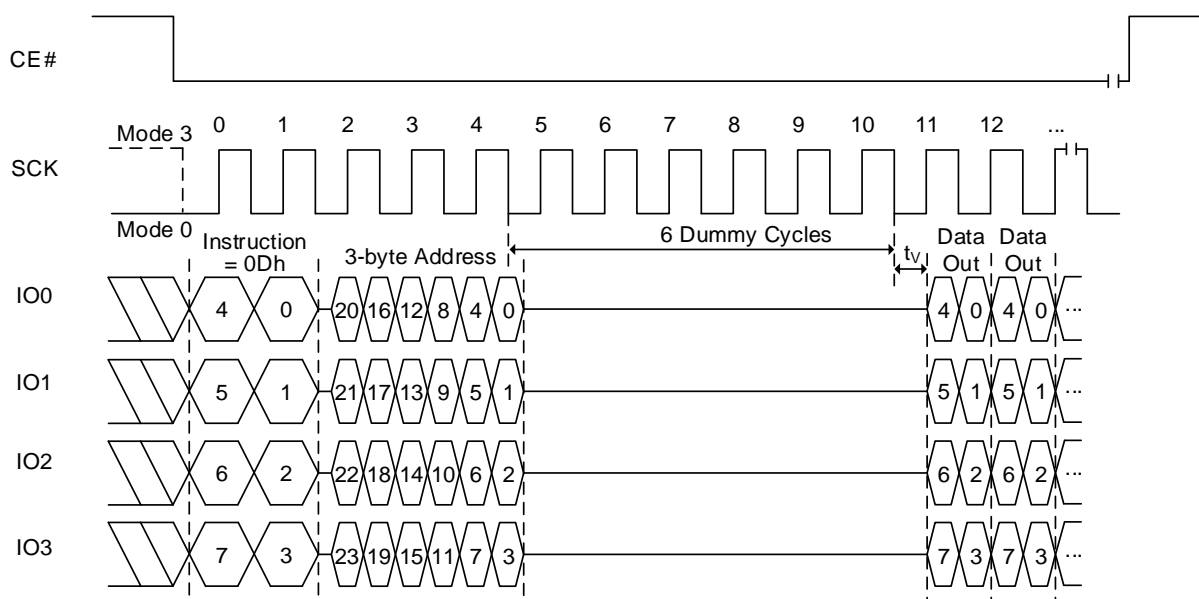 CE#
Mode 3 0 1 2 3 4 5 6 7 8 9 10 11 12 ...
SCK
Mode 0
Instruction = 0Dh
3-byte Address
6 Dummy Cycles
tV
Data Out
Data Out
IO0 4 0 20 16 12 8 4 0 4 0 4 0 ...
IO1 5 1 21 17 13 9 5 1 5 1 5 1 ...
IO2 6 2 22 18 14 10 6 2 6 2 6 2 ...
IO3 7 3 23 19 15 11 7 3 7 3 7 3 ...